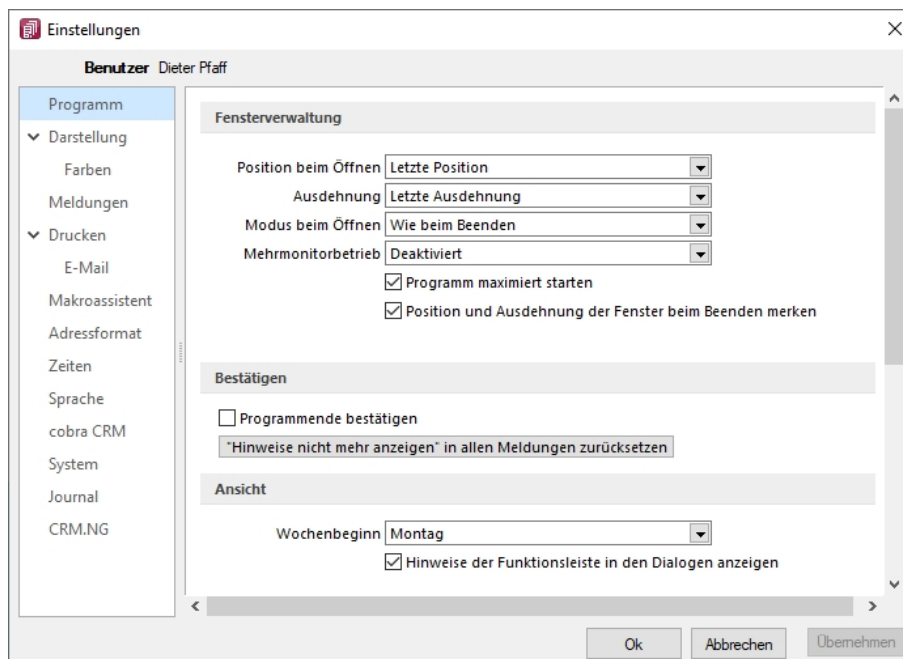 Einstellungen
Benutzer Dieter Pfaff
Programm
Darstellung
Farben
Meldungen
Drucken
E-Mail
Makroassistent
Adressformat
Zeiten
Sprache
cobra CRM
System
Journal
CRM.NG
Fensterverwaltung
Position beim Öffnen Letzte Position
Ausdehnung Letzte Ausdehnung
Modus beim Öffnen Wie beim Beenden
Mehrmonitorbetrieb Deaktiviert
Programm maximiert starten
Position und Ausdehnung der Fenster beim Beenden merken
Bestätigen
Programmende bestätigen
"Hinweise nicht mehr anzeigen" in allen Meldungen zurücksetzen
Ansicht
Wochenbeginn Montag
Hinweise der Funktionsleiste in den Dialogen anzeigen
Ok Abbrechen Übernehmen